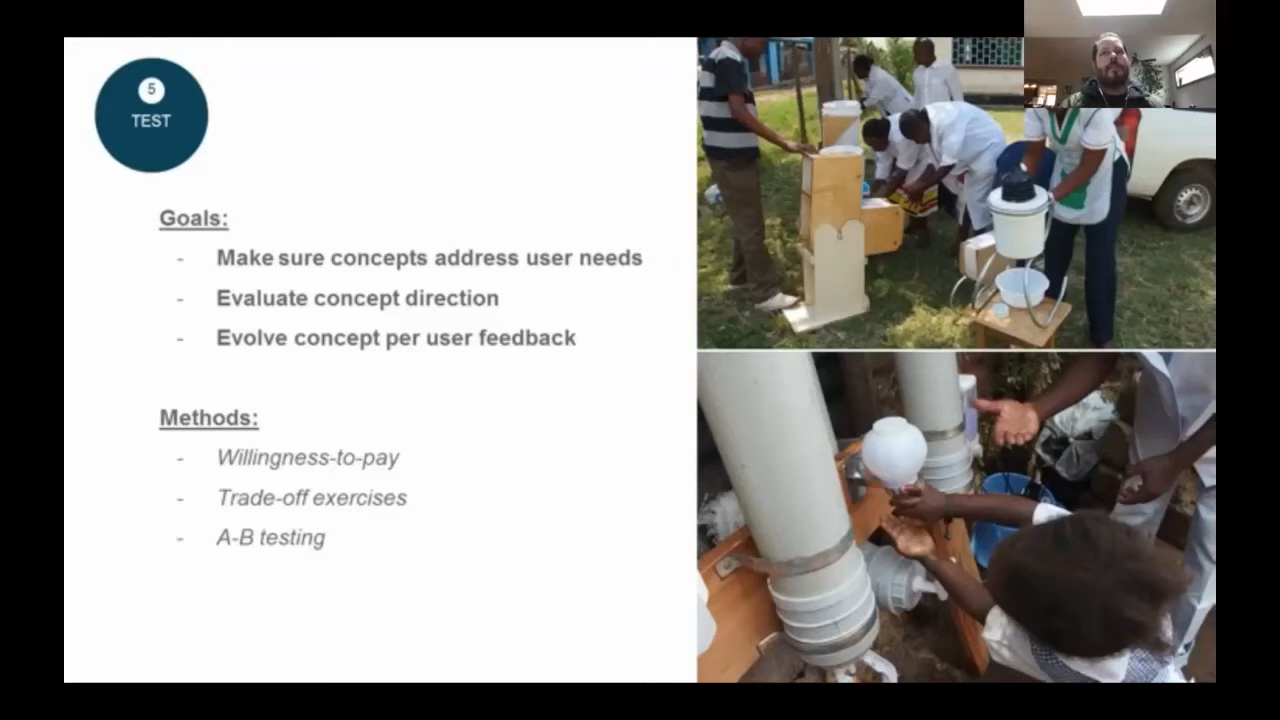 5
TEST
Goals:
- Make sure concepts address user needs
- Evaluate concept direction
- Evolve concept per user feedback
Methods:
- Willingness-to-pay
- Trade-off exercises
- A-B testing